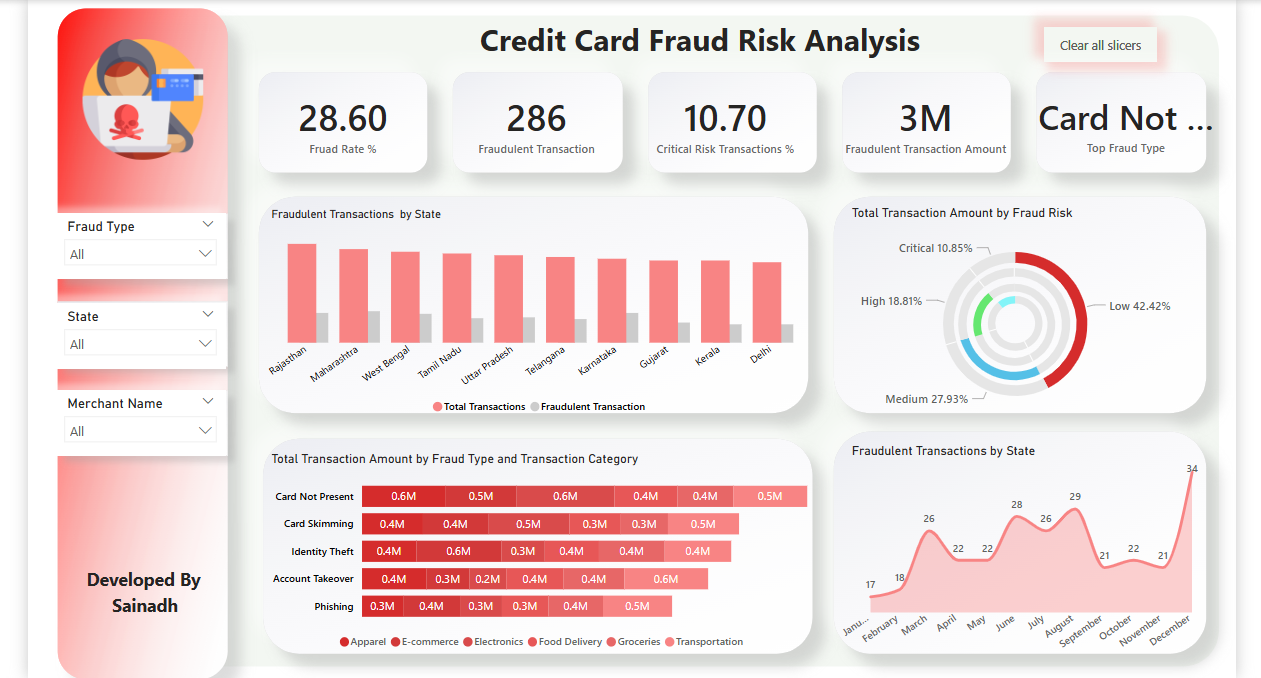 Credit Card Fraud Risk Analysis
Clear all slicers
28.60
Fruad Rate %
286
Fraudulent Transaction
10.70
Critical Risk Transactions %
3M
Fraudulent Transaction Amount
Card Not ...
Top Fraud Type
Fraud Type
All
State
All
Merchant Name
All
Developed By
Sainadh
Fraudulent Transactions by State
Rajasthan
Maharashtra
West Bengal
Tamil Nadu
Uttar Pradesh
Telangana
Karnataka
Gujarat
Kerala
Delhi
Total Transactions Fraudulent Transaction
Total Transaction Amount by Fraud Risk
Critical 10.85%
High 18.81%
Low 42.42%
Medium 27.93%
Total Transaction Amount by Fraud Type and Transaction Category
Card Not Present 0.6M 0.5M 0.6M 0.4M 0.4M 0.5M
Card Skimming 0.4M 0.4M 0.5M 0.3M 0.3M 0.5M
Identity Theft 0.4M 0.6M 0.3M 0.4M 0.4M 0.4M
Account Takeover 0.4M 0.3M 0.2M 0.4M 0.4M 0.6M
Phishing 0.3M 0.4M 0.3M 0.3M 0.4M 0.5M
Apparel E-commerce Electronics Food Delivery Groceries Transportation
Fraudulent Transactions by State
17
18
26
22
22
28
26
29
21
22
21
34
Janu...
February
March
April
May
June
July
August
September
October
November
December